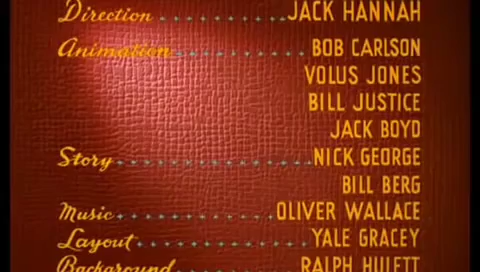 Direction JACK HANNAH
Animation BOB CARLSON
VOLUS JONES
BILL JUSTICE
JACK BOYD
Story NICK GEORGE
BILL BERG
Music OLIVER WALLACE
Layout YALE GRACEY
Background RALPH HULETT